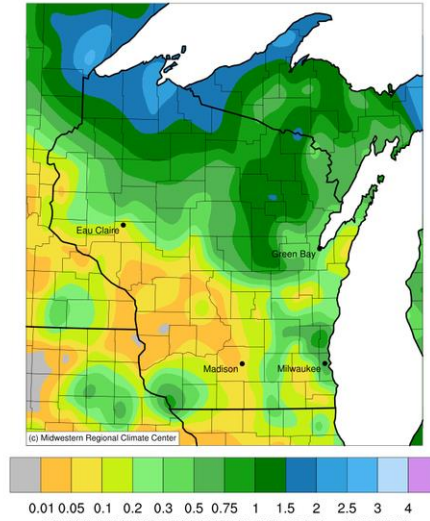 Eau Claire
Green Bay
Madison
Milwaukee
(c) Midwestern Regional Climate Center
0.01 0.05 0.1 0.2 0.3 0.5 0.75 1 1.5 2 2.5 3 4